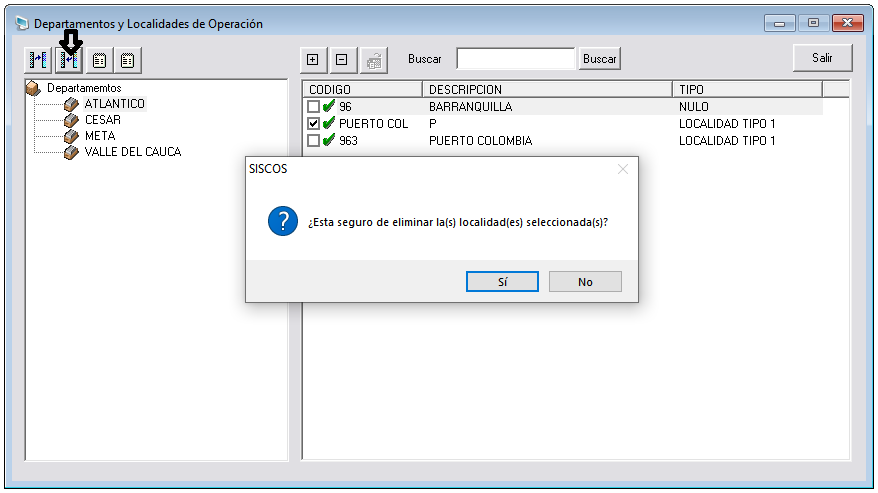 Departamentos y Localidades de Operación
Buscar
Buscar
Salir
Departamentos
ATLANTICO
CESAR
META
VALLE DEL CAUCA
CODIGO DESCRIPCION TIPO
96 BARRANQUILLA NULO
PUERTO COL P LOCALIDAD TIPO 1
963 PUERTO COLOMBIA LOCALIDAD TIPO 1
SISCOS
¿Esta seguro de eliminar la(s) localidad(es) seleccionada(s)?
Sí
No